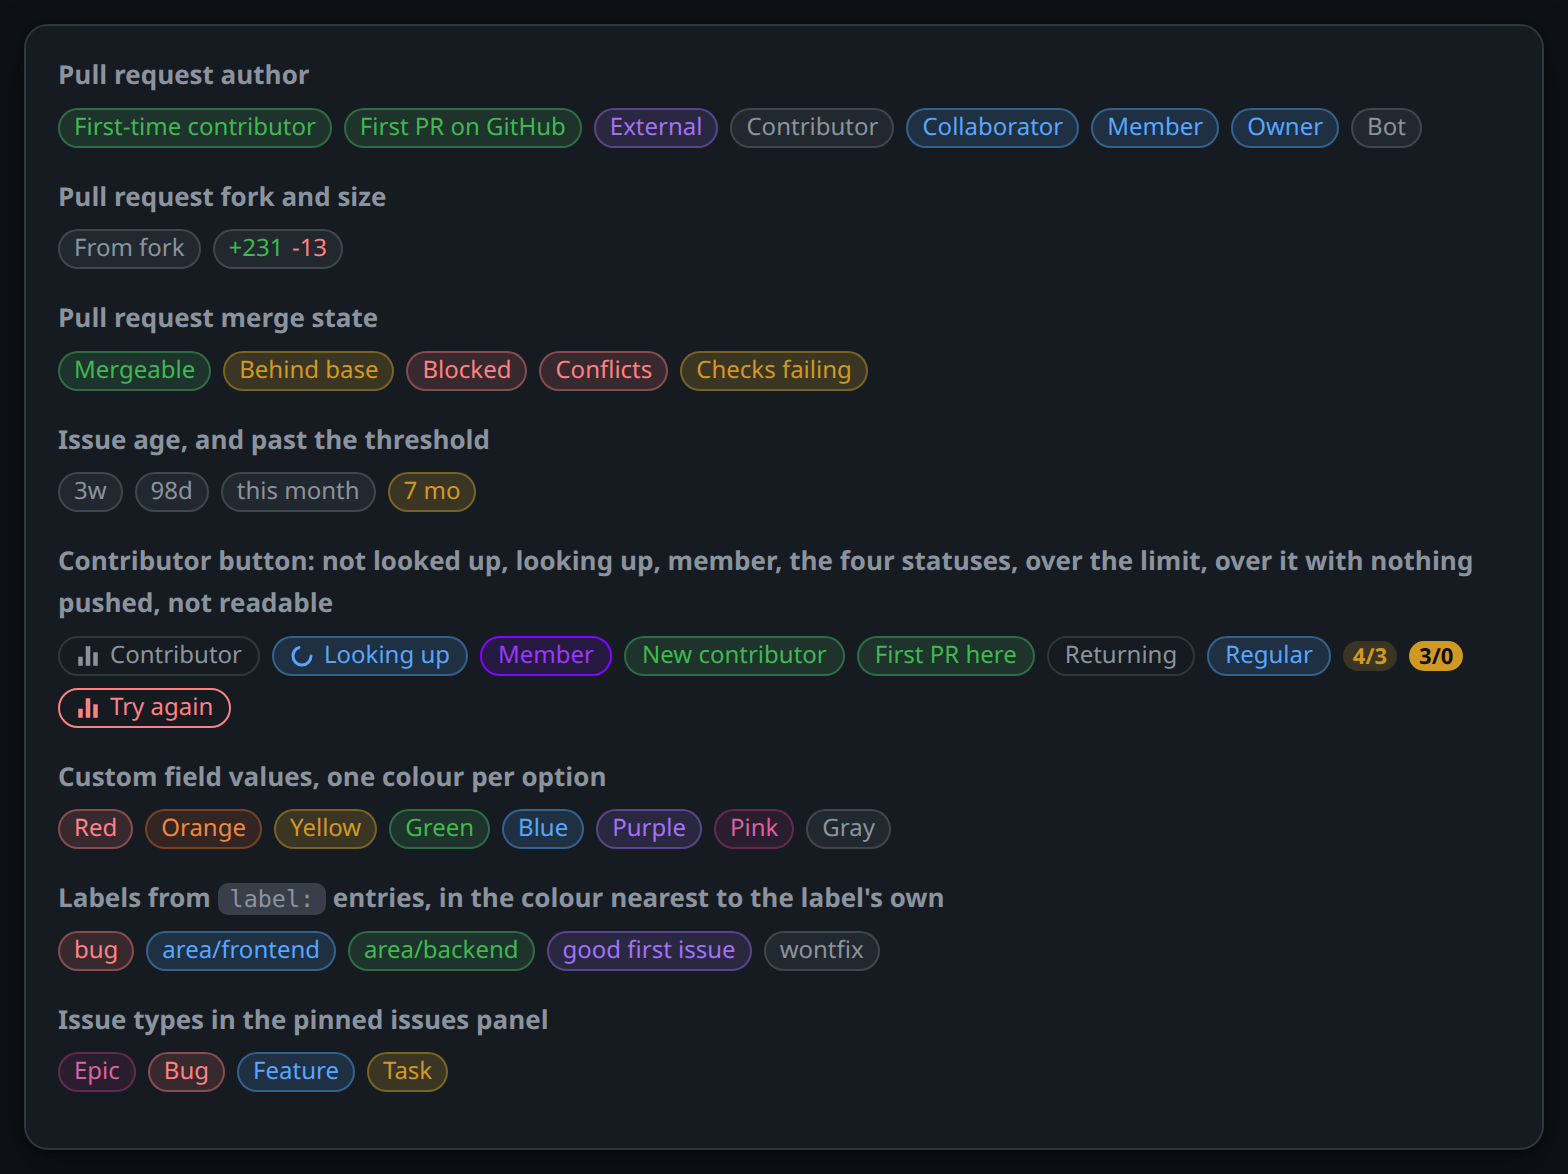 Pull request author
First-time contributor First PR on GitHub External Contributor Collaborator Member Owner Bot
Pull request fork and size
From fork +231 -13
Pull request merge state
Mergeable Behind base Blocked Conflicts Checks failing
Issue age, and past the threshold
3w 98d this month 7 mo
Contributor button: not looked up, looking up, member, the four statuses, over the limit, over it with nothing
pushed, not readable
Contributor Looking up Member New contributor First PR here Returning Regular 4/3 3/0
Try again
Custom field values, one colour per option
Red Orange Yellow Green Blue Purple Pink Gray
Labels from label: entries, in the colour nearest to the label's own
bug area/frontend area/backend good first issue wontfix
Issue types in the pinned issues panel
Epic Bug Feature Task